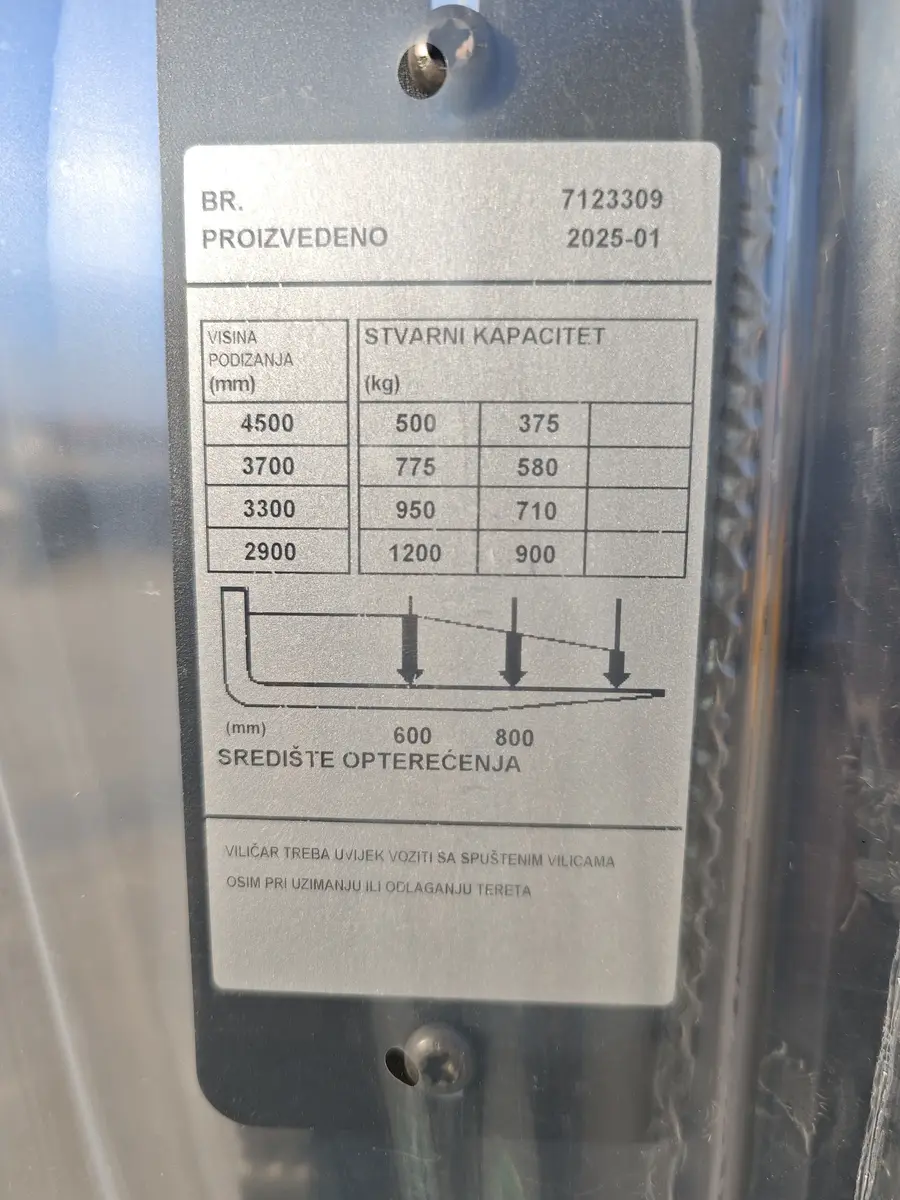 BR. 7123309
PROIZVEDENO 2025-01
VISINA
PODIZANJA
(mm)
STVARNI KAPACITET
(kg)
4500 500 375
3700 775 580
3300 950 710
2900 1200 900
(mm) 600 800
SREDIŠTE OPTEREĆENJA
VILIČAR TREBA UVIJEK VOZITI SA SPUŠTENIM VILICAMA
OSIM PRI UZIMANJU ILI ODLAGANJU TERETA